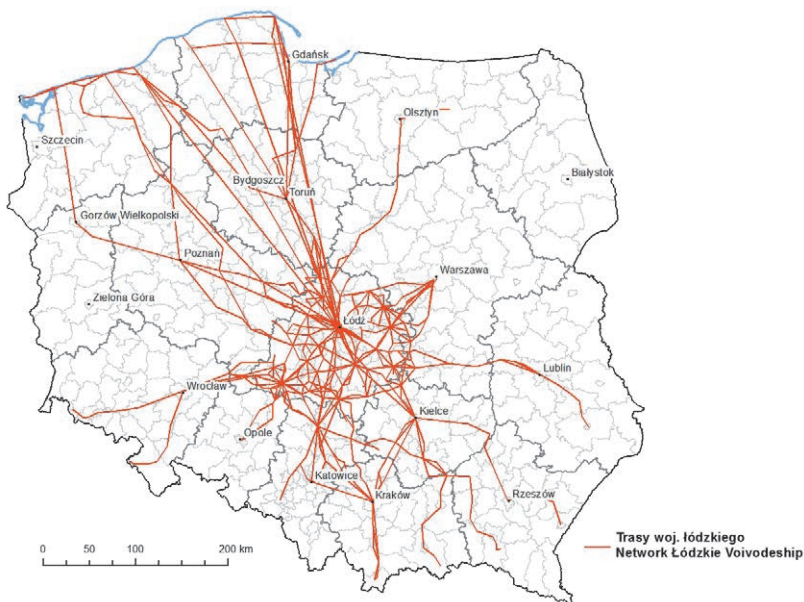 Gdańsk
Olsztyn
Szczecin
Białystok
Bydgoszcz
Toruń
Gorzów Wielkopolski
Poznań
Warszawa
Zielona Góra
Łódź
Lublin
Wrocław
Kielce
Opole
Katowice
Kraków
Rzeszów
0 50 100 200 km
Trasy woj. łódzkiego
Network Łódzkie Voivodeship